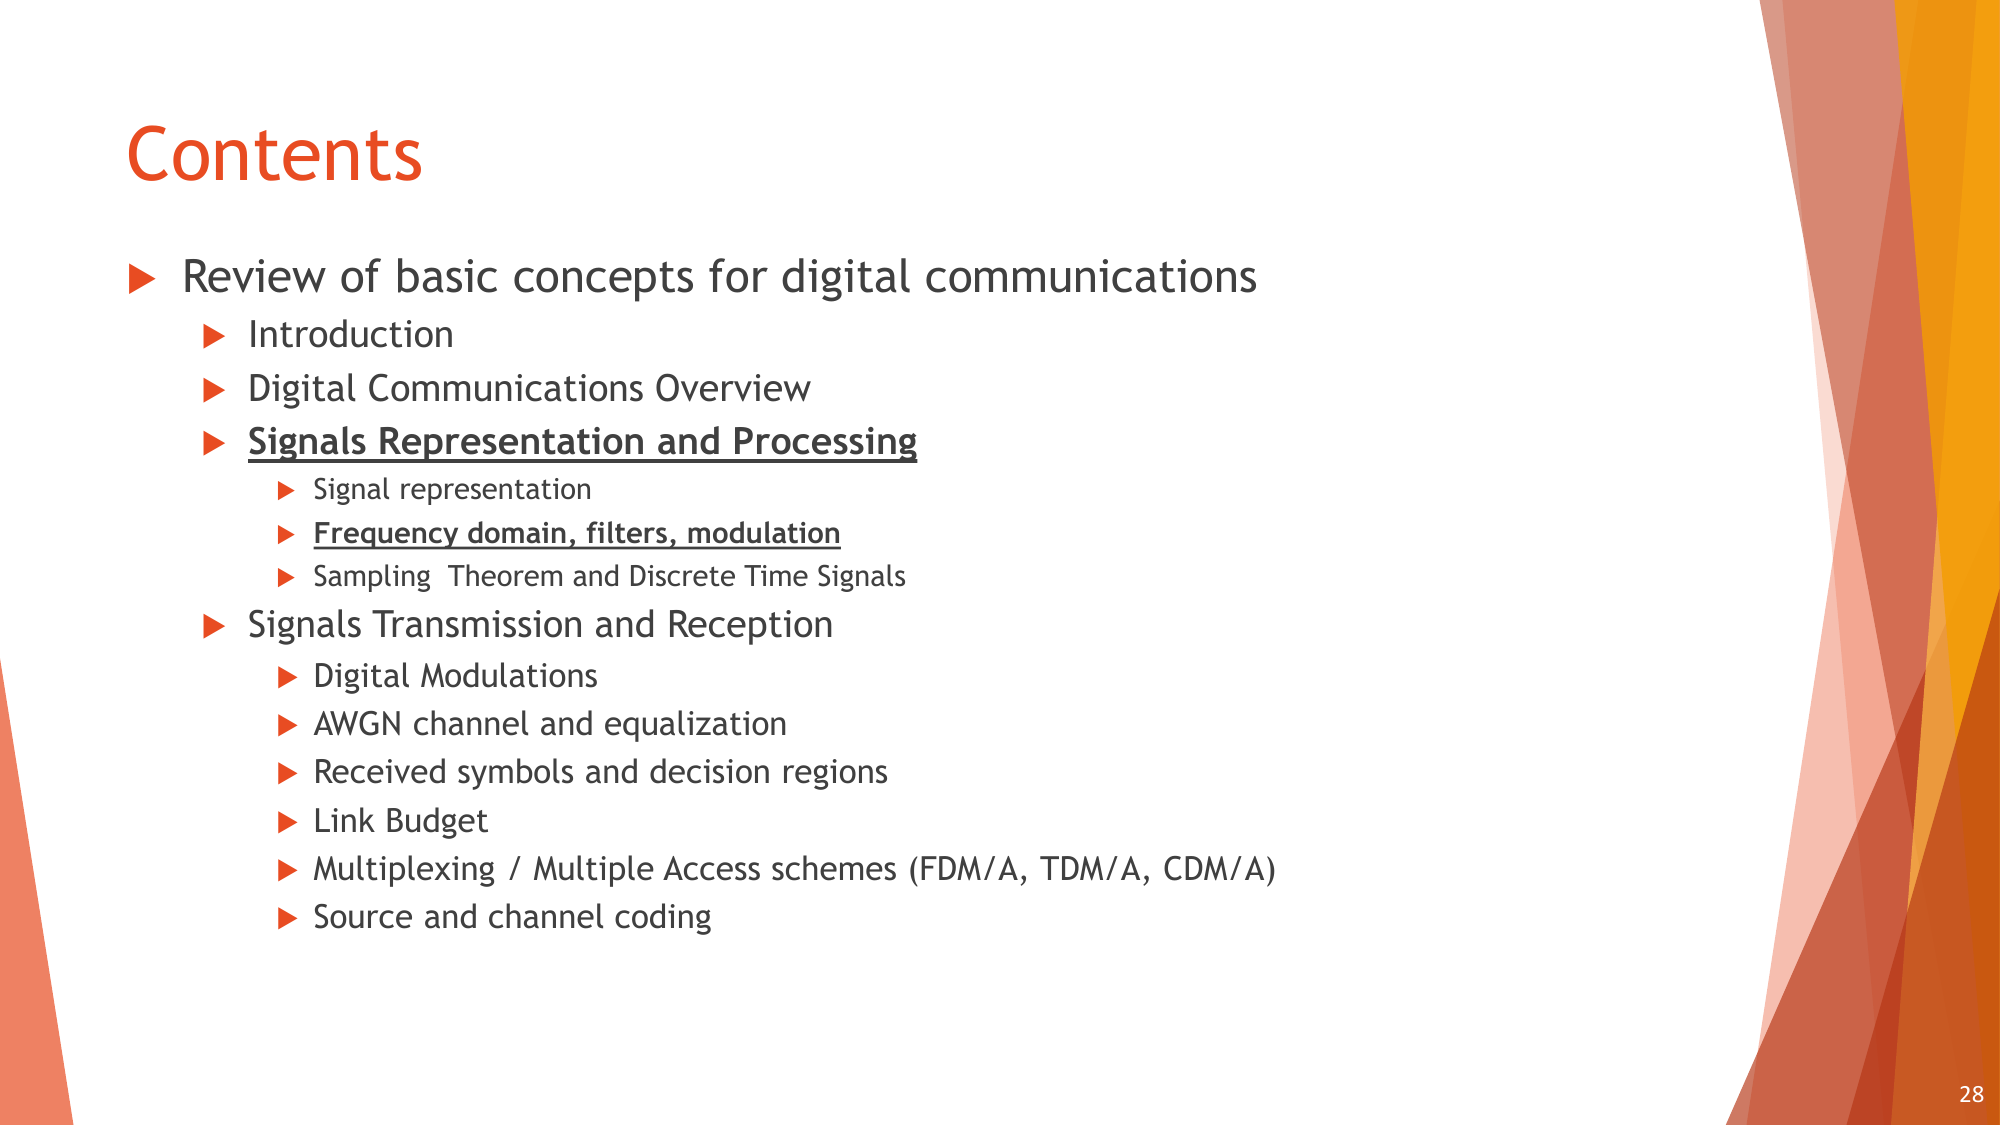 Contents
Review of basic concepts for digital communications
Introduction
Digital Communications Overview
Signals Representation and Processing
Signal representation
Frequency domain, filters, modulation
Sampling  Theorem and Discrete Time Signals
Signals Transmission and Reception
Digital Modulations
AWGN channel and equalization
Received symbols and decision regions
Link Budget
Multiplexing / Multiple Access schemes (FDM/A, TDM/A, CDM/A)
Source and channel coding
28